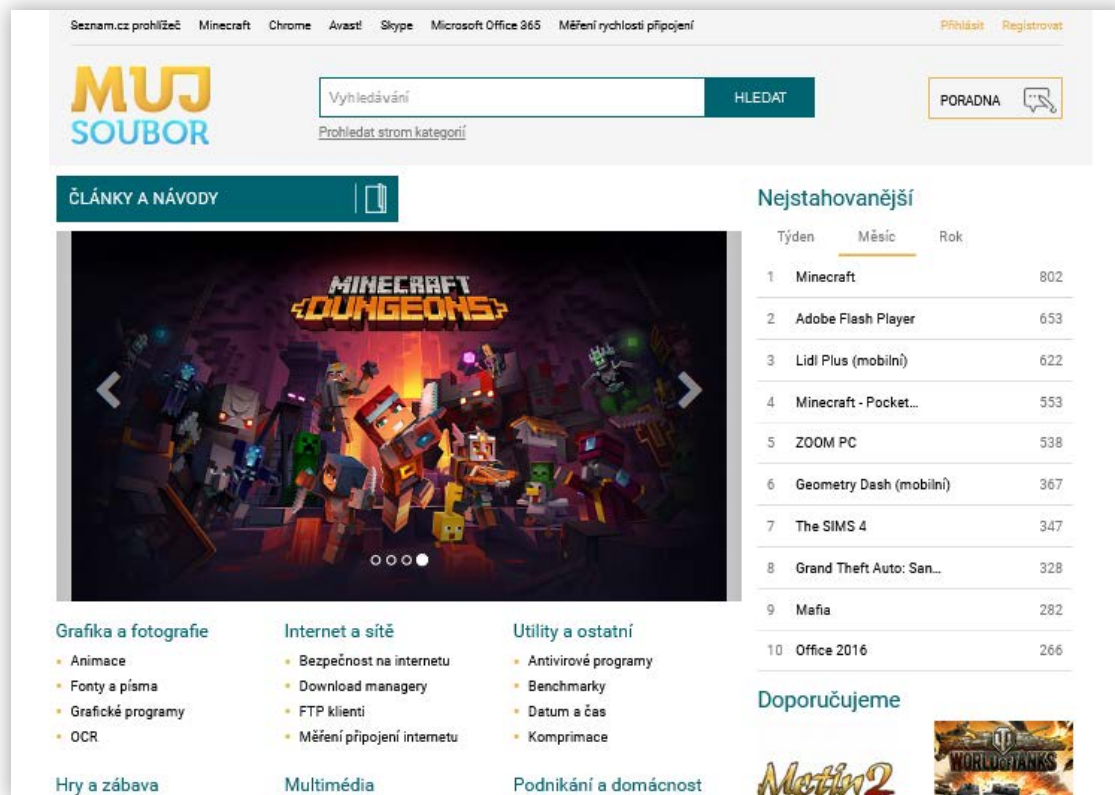 Seznam.cz prohlížeč Minecraft Chrome Avast! Skype Microsoft Office 365 Měření rychlosti připojení Přihlásit Registrovat
MUJ
SOUBOR
Vyhledávání HLEDAT
Prohledat strom kategorií
PORADNA
ČLÁNKY A NÁVODY
MINECRAFT
DUNGEONS
Nejstahovanější
Týden Měsíc Rok
1 Minecraft 802
2 Adobe Flash Player 653
3 Lidl Plus (mobilní) 622
4 Minecraft - Pocket... 553
5 ZOOM PC 538
6 Geometry Dash (mobilní) 367
7 The SIMS 4 347
8 Grand Theft Auto: San... 328
9 Mafia 282
10 Office 2016 266
Grafika a fotografie
Animace
Fonty a písma
Grafické programy
OCR
Internet a sítě
Bezpečnost na internetu
Download managery
FTP klienti
Měření připojení internetu
Utility a ostatní
Antivirové programy
Benchmarky
Datum a čas
Komprimace
Doporučujeme
Metin2
WORLD OF TANKS
Hry a zábava
Multimédia
Podnikání a domácnost